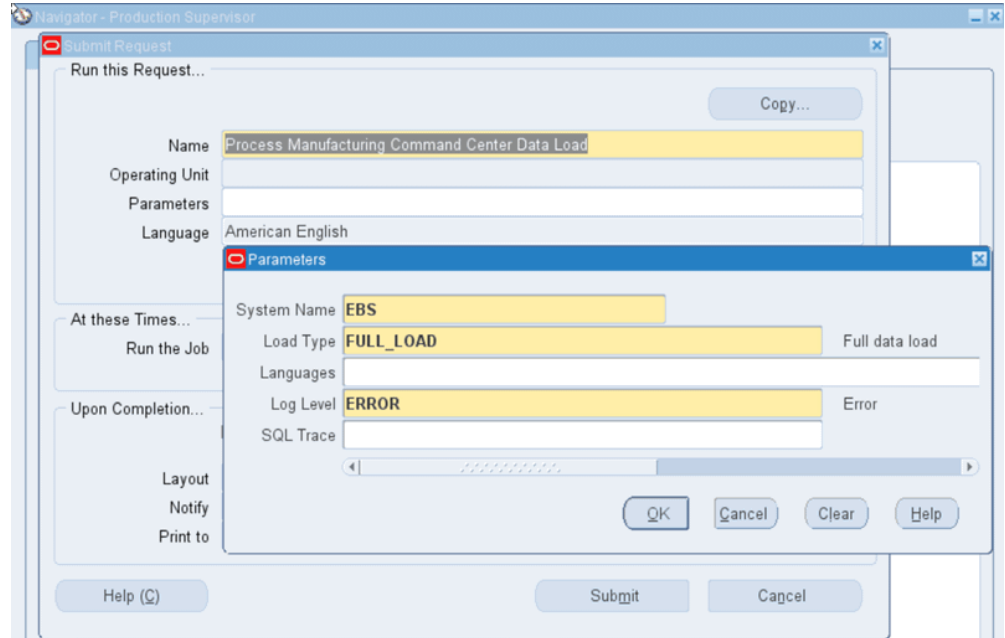 Navigator - Production Supervisor
Submit Request
Run this Request...
Copy...
Name Process Manufacturing Command Center Data Load
Operating Unit
Parameters
Language American English
Parameters
System Name EBS
At these Times...
Load Type FULL_LOAD Full data load
Run the Job
Languages
Upon Completion...
Log Level ERROR Error
SQL Trace
Layout
Notify
OK Cancel Clear Help
Print to
Help (C) Submit Cancel